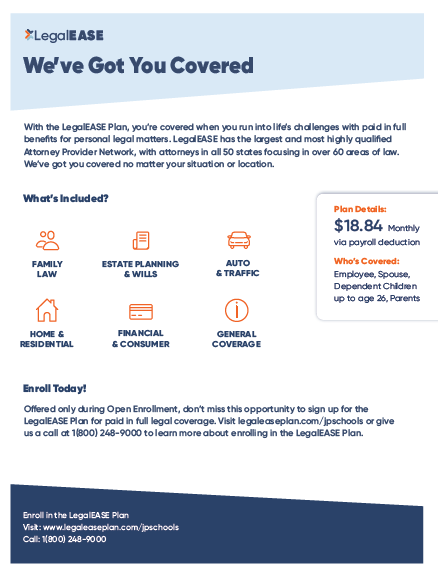 LegalEASE
We've Got You Covered
With the LegalEASE Plan, you're covered when you run into life's challenges with paid in full
benefits for personal legal matters. LegalEASE has the largest and most highly qualified
Attorney Provider Network, with attorneys in all 50 states focusing in over 60 areas of law.
We've got you covered no matter your situation or location.
What's Included?
FAMILY
LAW
ESTATE PLANNING
& WILLS
AUTO
& TRAFFIC
HOME &
RESIDENTIAL
FINANCIAL
& CONSUMER
GENERAL
COVERAGE
Plan Details:
$18.84 Monthly
via payroll deduction
Who's Covered:
Employee, Spouse,
Dependent Children
up to age 26, Parents
Enroll Today!
Offered only during Open Enrollment, don't miss this opportunity to sign up for the
LegalEASE Plan for paid in full legal coverage. Visit legaleaseplan.com/jpschools or give
us a call at 1(800) 248-9000 to learn more about enrolling in the LegalEASE Plan.
Enroll in the LegalEASE Plan
Visit: www.legaleaseplan.com/jpschools
Call: 1(800) 248-9000